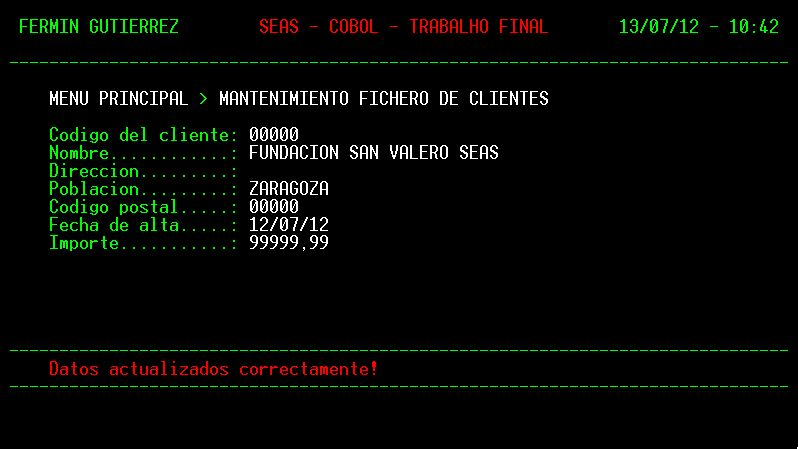 FERMIN GUTIERREZ SEAS - COBOL - TRABALHO FINAL 13/07/12 - 10:42
MENU PRINCIPAL > MANTENIMIENTO FICHERO DE CLIENTES
Codigo del cliente: 00000
Nombre............: FUNDACION SAN VALERO SEAS
Direccion.........:
Poblacion.........: ZARAGOZA
Codigo postal.....: 00000
Fecha de alta.....: 12/07/12
Importe...........: 99999,99
Datos actualizados correctamente!